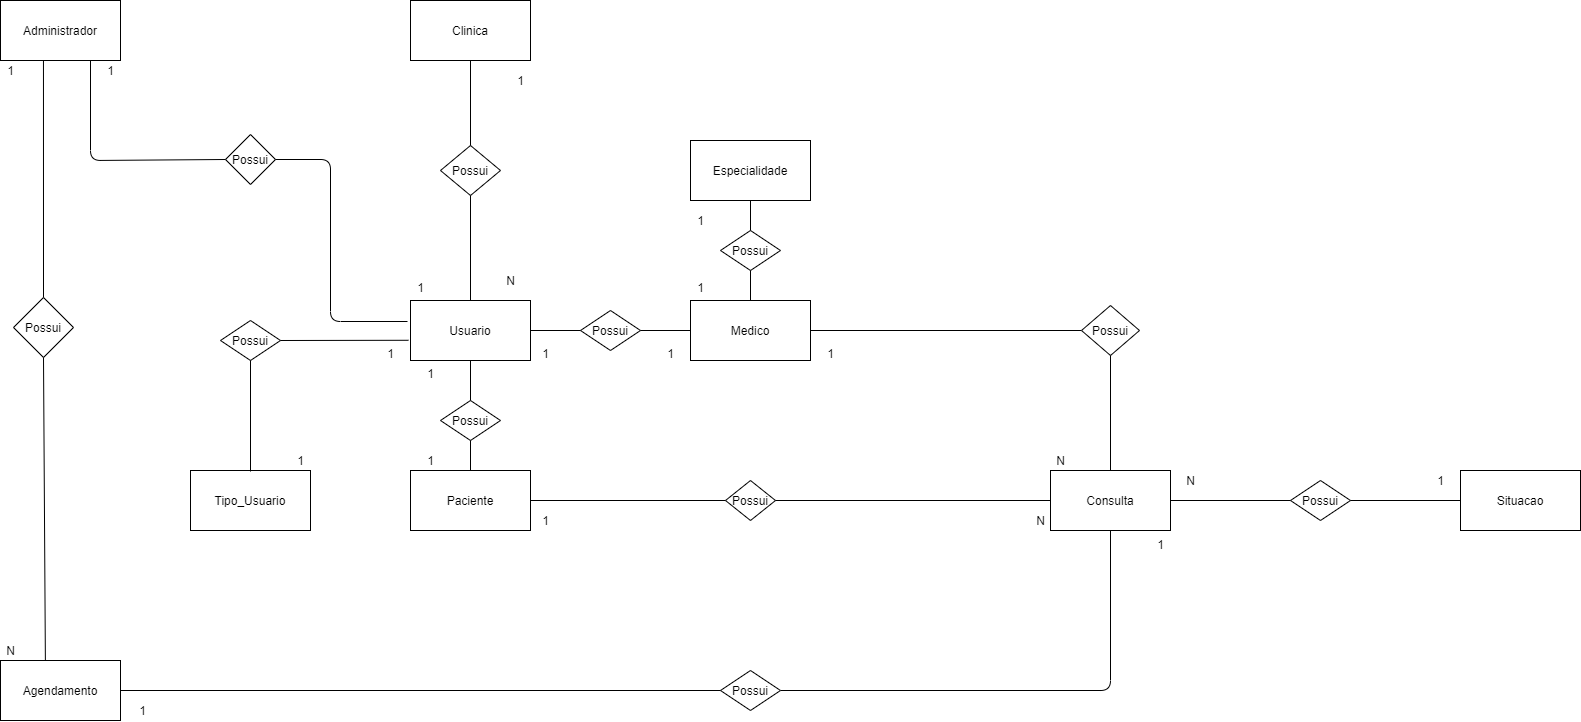 Administrador
Clinica
1
1
1
Possui
Possui
Especialidade
1
Possui
1
N
1
Possui
Usuario
Possui
Medico
Possui
Possui
1
1
1
1
1
Possui
1
1
N
N
1
Tipo_Usuario
Paciente
Possui
Consulta
Possui
Situacao
1
N
1
N
Agendamento
Possui
1